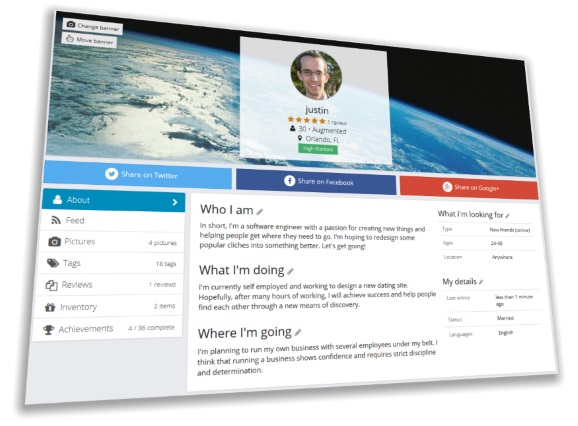 Change banner
Move banner
justin
1 review
30 • Augmented
Orlando, FL
High Warlord
Share on Twitter
Share on Facebook
Share on Google+
About
Feed
Pictures 4 pictures
Tags 18 tags
Reviews 1 reviews
Inventory 2 items
Achievements 4 / 36 complete
Who I am
In short, I'm a software engineer with a passion for creating new things and
helping people get where they need to go. I'm hoping to redesign some
popular cliches into something better. Let's get going!
What I'm doing
I'm currently self employed and working to design a new dating site.
Hopefully, after many hours of working, I will achieve success and help people
find each other through a new means of discovery.
Where I'm going
I'm planning to run my own business with several employees under my belt. I
think that running a business shows confidence and requires strict discipline
and determination.
What I'm looking for
Type New friends (online)
Ages 24-40
Location Anywhere
My details
Last online less than 1 minute
ago
Status Married
Languages English